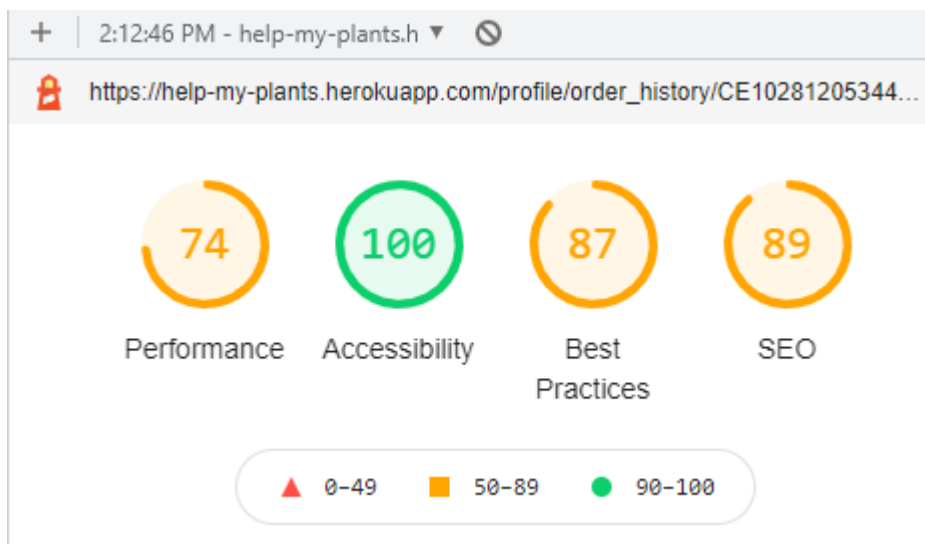 + 2:12:46 PM - help-my-plants.h ▼
https://help-my-plants.herokuapp.com/profile/order_history/CE10281205344...
74 100 87 89
Performance Accessibility Best SEO
Practices
0–49 50–89 90–100